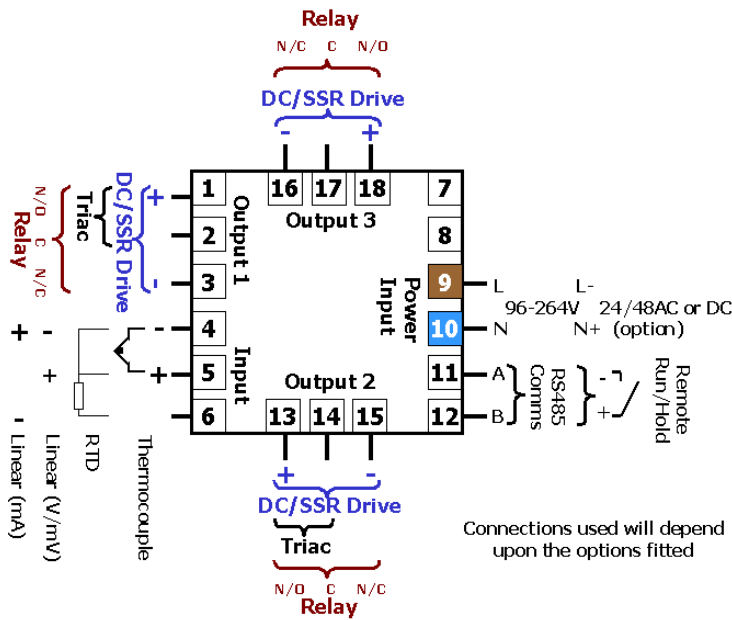 Relay
N/C C N/O
DC/SSR Drive
- +
16 17 18
Output 3
1
2
3
4
5
6
Output 1
Input
7
8
9
10
11
12
Power
Input
Output 2
13 14 15
+ -
DC/SSR Drive
Triac
N/O C N/C
Relay
+
-
DC/SSR Drive
Triac
N/O C N/C
Relay
-
+
Thermocouple
RTD
- +
Linear (V/mV)
+ -
Linear (mA)
L L-
96-264V 24/48AC or DC
N N+ (option)
A
B
RS485
Comms
-
+
Remote
Run/Hold
Connections used will depend
upon the options fitted